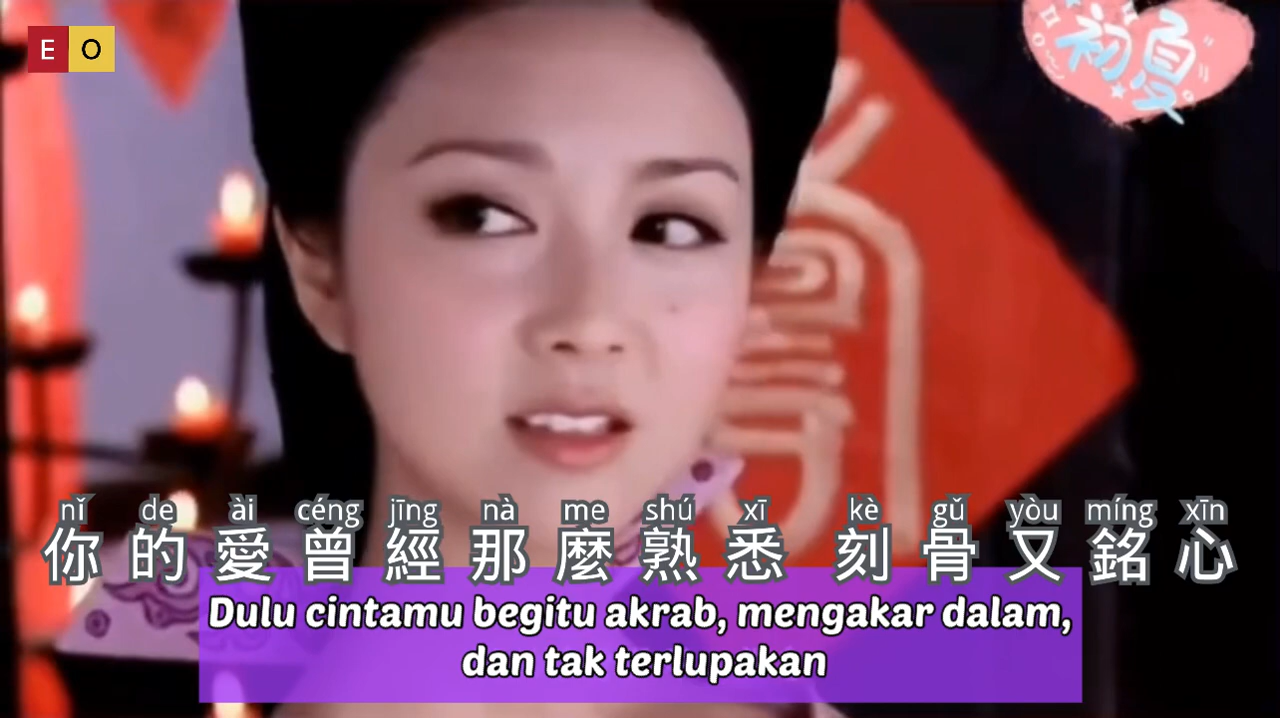 E O
初夏
nǐ de ài céng jīng nà me shú xī kè gǔ yòu míng xīn
你的愛曾經那麼熟悉 刻骨又銘心
Dulu cintamu begitu akrab, mengakar dalam,
dan tak terlupakan